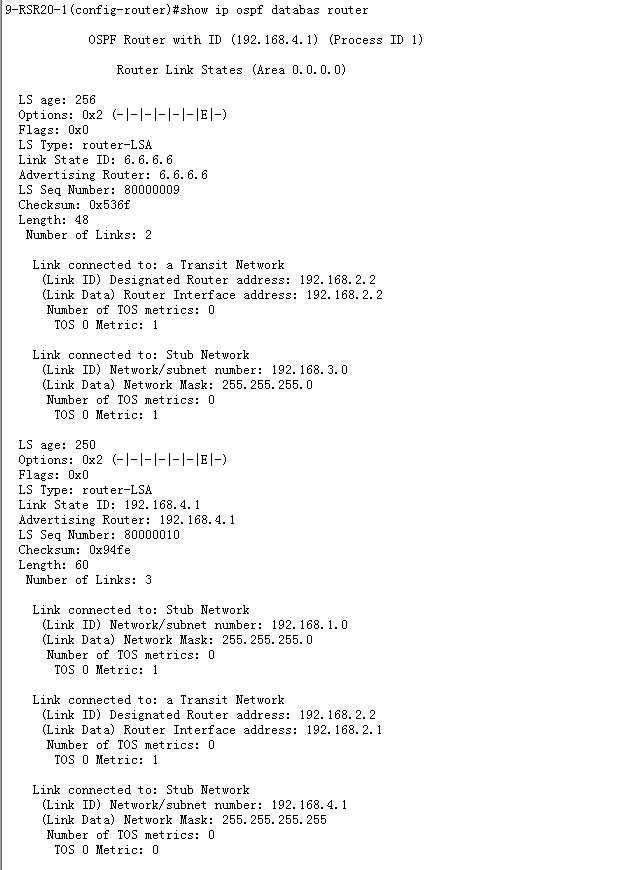 9-RSR20-1(config-router)#show ip ospf databas router
OSPF Router with ID (192.168.4.1) (Process ID 1)
Router Link States (Area 0.0.0.0)
LS age: 256
Options: 0x2 (-|-|-|-|-|-|E|-)
Flags: 0x0
LS Type: router-LSA
Link State ID: 6.6.6.6
Advertising Router: 6.6.6.6
LS Seq Number: 80000009
Checksum: 0x536f
Length: 48
Number of Links: 2
Link connected to: a Transit Network
(Link ID) Designated Router address: 192.168.2.2
(Link Data) Router Interface address: 192.168.2.2
Number of TOS metrics: 0
TOS 0 Metric: 1
Link connected to: Stub Network
(Link ID) Network/subnet number: 192.168.3.0
(Link Data) Network Mask: 255.255.255.0
Number of TOS metrics: 0
TOS 0 Metric: 1
LS age: 250
Options: 0x2 (-|-|-|-|-|-|E|-)
Flags: 0x0
LS Type: router-LSA
Link State ID: 192.168.4.1
Advertising Router: 192.168.4.1
LS Seq Number: 80000010
Checksum: 0x94fe
Length: 60
Number of Links: 3
Link connected to: Stub Network
(Link ID) Network/subnet number: 192.168.1.0
(Link Data) Network Mask: 255.255.255.0
Number of TOS metrics: 0
TOS 0 Metric: 1
Link connected to: a Transit Network
(Link ID) Designated Router address: 192.168.2.2
(Link Data) Router Interface address: 192.168.2.1
Number of TOS metrics: 0
TOS 0 Metric: 1
Link connected to: Stub Network
(Link ID) Network/subnet number: 192.168.4.1
(Link Data) Network Mask: 255.255.255.255
Number of TOS metrics: 0
TOS 0 Metric: 0